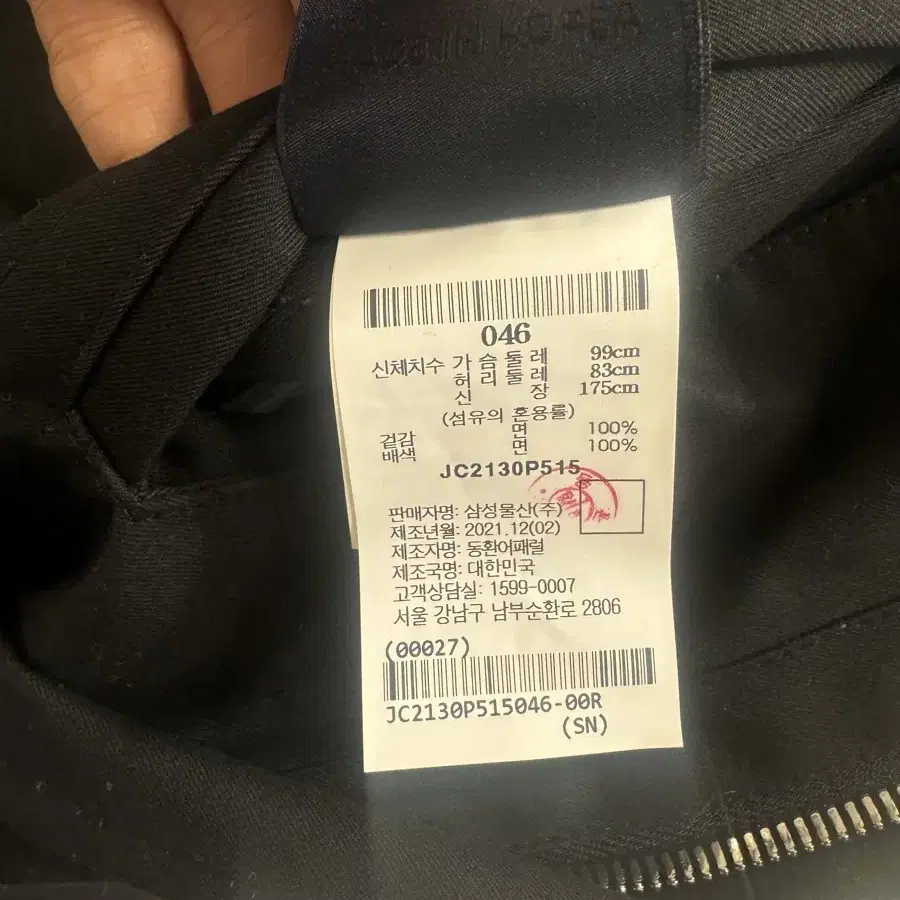 046
신체치수 가 슴 둘 레 99cm
허 리 둘 레 83cm
신 장 175cm
(섬유의 혼용률)
겉감 면 100%
배색 면 100%
JC2130P515
판매자명: 삼성물산(주)
제조년월: 2021.12(02)
제조자명: 동환어패럴
제조국명: 대한민국
고객상담실: 1599-0007
서울 강남구 남부순환로 2806
(00027)
JC2130P515046-00R
(SN)